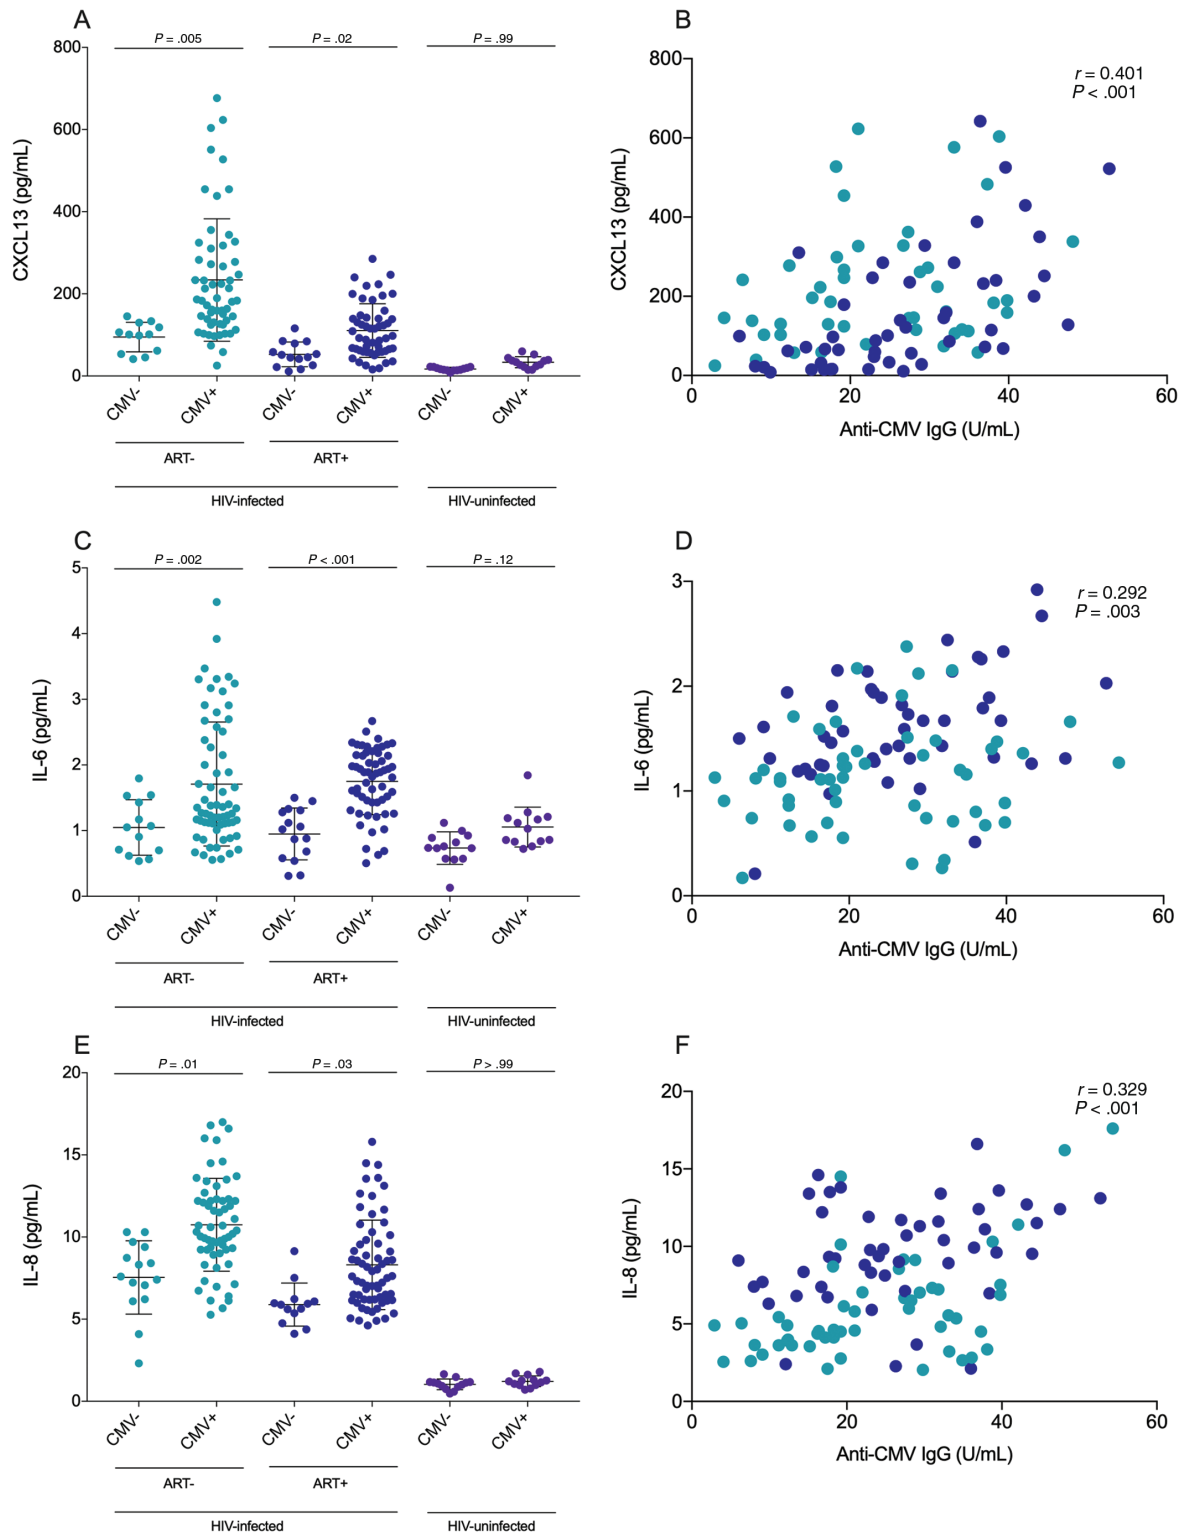 A
P = .005
P = .02
P = .99
800
600
400
200
0
CXCL13 (pg/mL)
CMV-
CMV+
CMV-
CMV+
CMV-
CMV+
ART-
ART+
HIV-infected
HIV-uninfected
B
r = 0.401
P < .001
800
600
400
200
0
CXCL13 (pg/mL)
0
20
40
60
Anti-CMV IgG (U/mL)
C
P = .002
P < .001
P = .12
5
4
3
2
1
0
IL-6 (pg/mL)
CMV-
CMV+
CMV-
CMV+
CMV-
CMV+
ART-
ART+
HIV-infected
HIV-uninfected
D
r = 0.292
P = .003
3
2
1
0
IL-6 (pg/mL)
0
20
40
60
Anti-CMV IgG (U/mL)
E
P = .01
P = .03
P > .99
20
15
10
5
0
IL-8 (pg/mL)
CMV-
CMV+
CMV-
CMV+
CMV-
CMV+
ART-
ART+
HIV-infected
HIV-uninfected
F
r = 0.329
P < .001
20
15
10
5
0
IL-8 (pg/mL)
0
20
40
60
Anti-CMV IgG (U/mL)